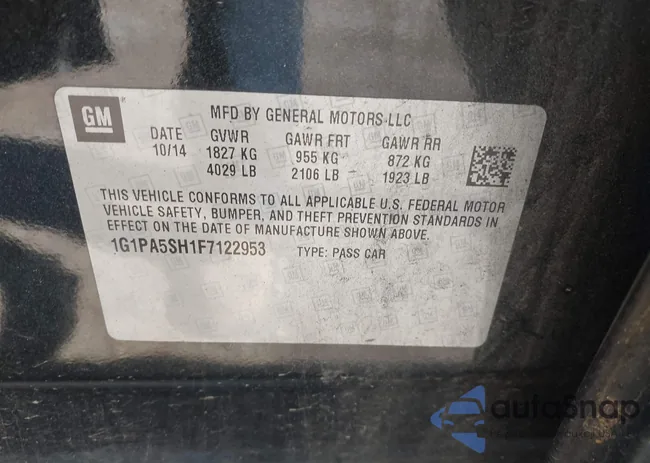 GM
MFD BY GENERAL MOTORS LLC
DATE GVWR GAWR FRT GAWR RR
10/14 1827 KG 955 KG 872 KG
4029 LB 2106 LB 1923 LB
THIS VEHICLE CONFORMS TO ALL APPLICABLE U.S. FEDERAL MOTOR
VEHICLE SAFETY, BUMPER, AND THEFT PREVENTION STANDARDS IN
EFFECT ON THE DATE OF MANUFACTURE SHOWN ABOVE.
1G1PA5SH1F7122953 TYPE: PASS CAR
autoSnap